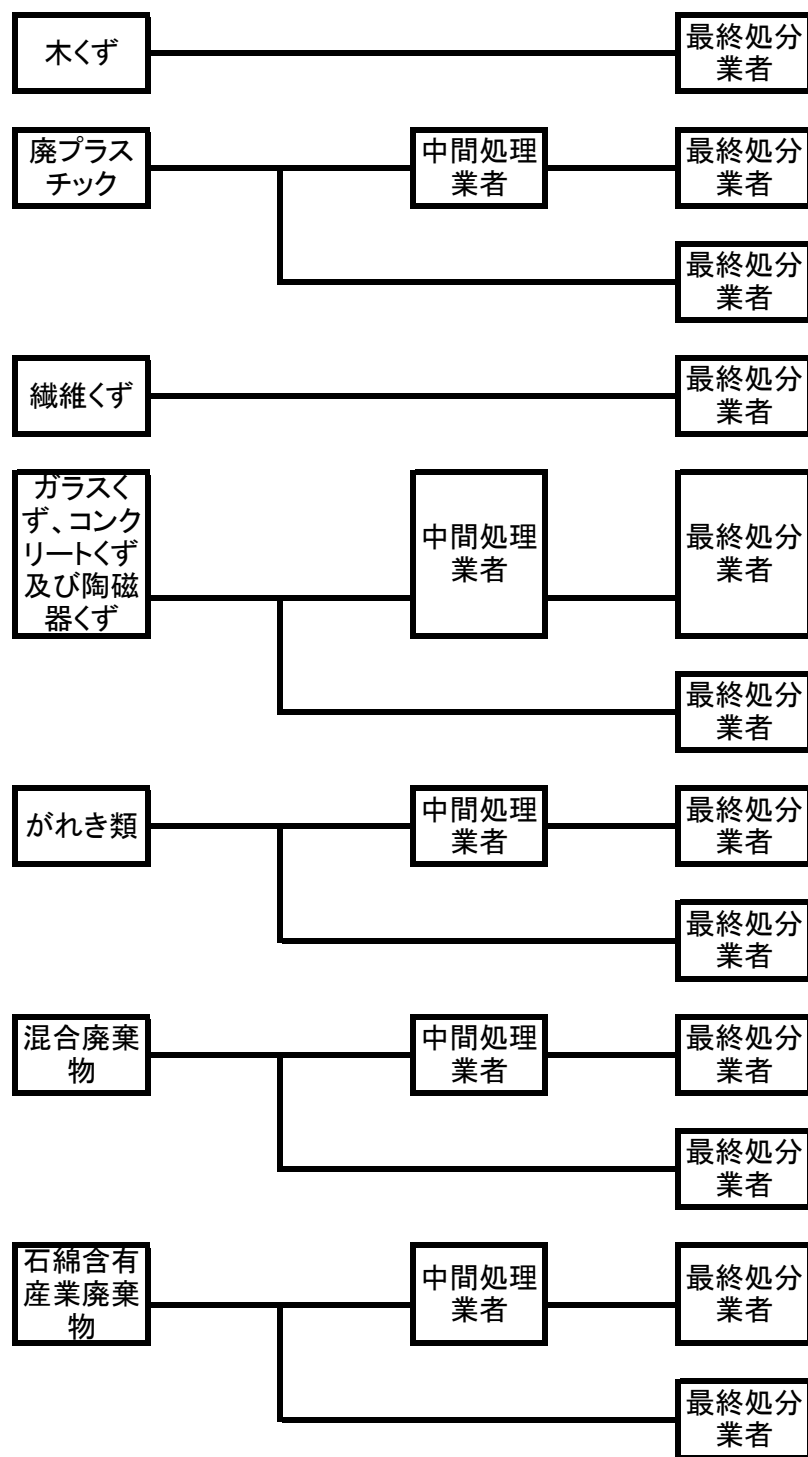 木くず
最終処分
業者
廃プラス
チック
中間処理
業者
最終処分
業者
最終処分
業者
繊維くず
最終処分
業者
ガラスく
ず、コンク
リートくず
及び陶磁
器くず
中間処理
業者
最終処分
業者
最終処分
業者
がれき類
中間処理
業者
最終処分
業者
最終処分
業者
混合廃棄
物
中間処理
業者
最終処分
業者
最終処分
業者
石綿含有
産業廃棄
物
中間処理
業者
最終処分
業者
最終処分
業者